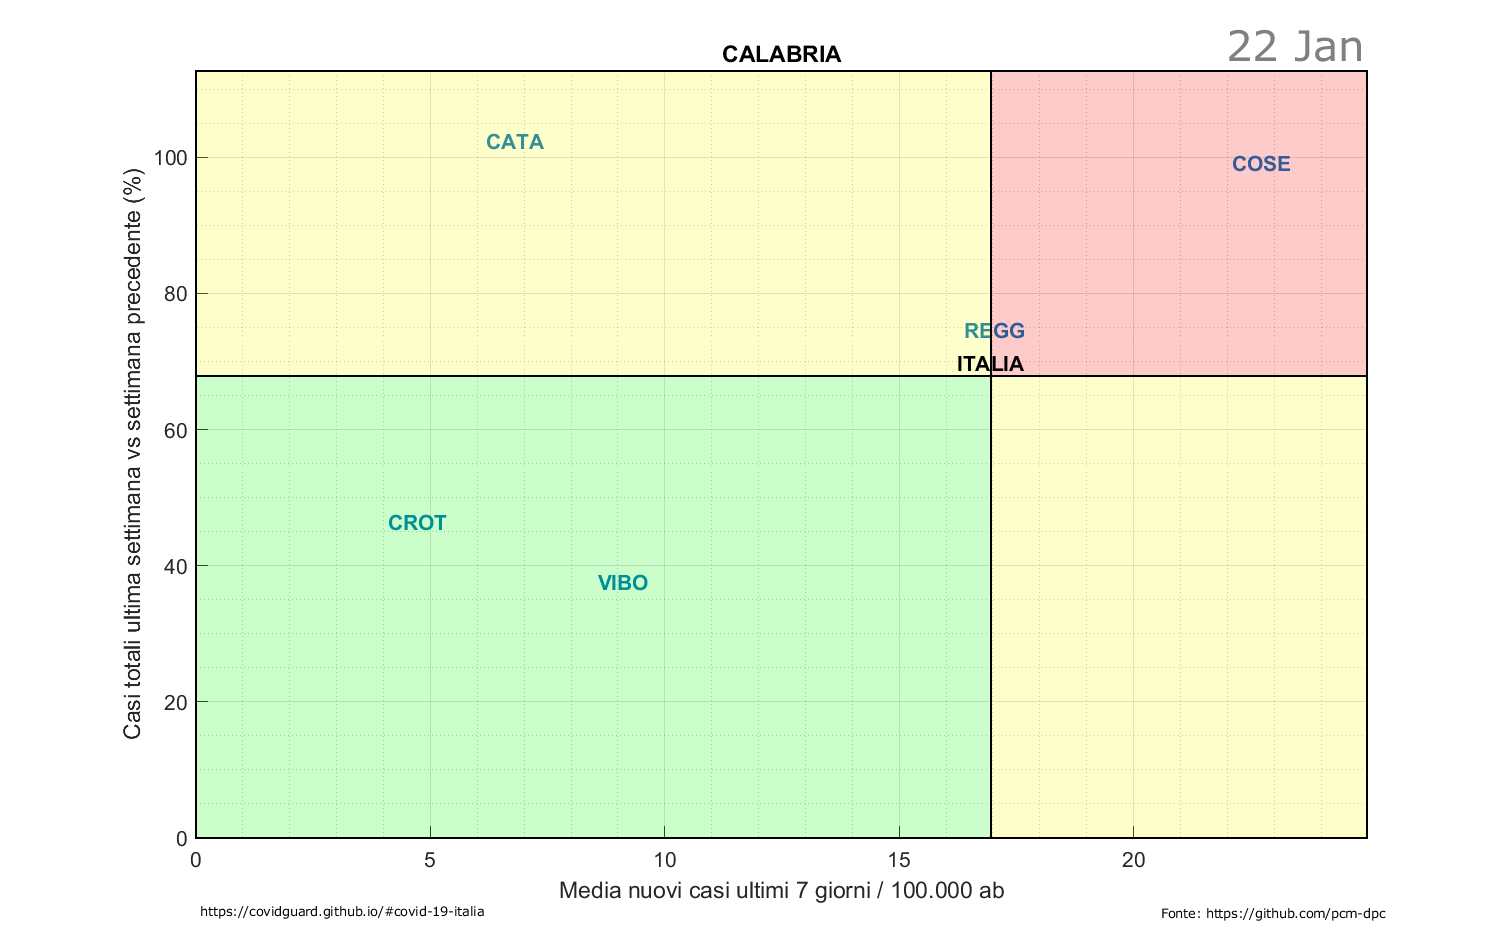 22 Jan
CALABRIA
Casi totali ultima settimana vs settimana precedente (%)
100
80
60
40
20
0
CATA
COSE
REGG
ITALIA
CROT
VIBO
0 5 10 15 20
Media nuovi casi ultimi 7 giorni / 100.000 ab
https://covidguard.github.io/#covid-19-italia
Fonte: https://github.com/pcm-dpc